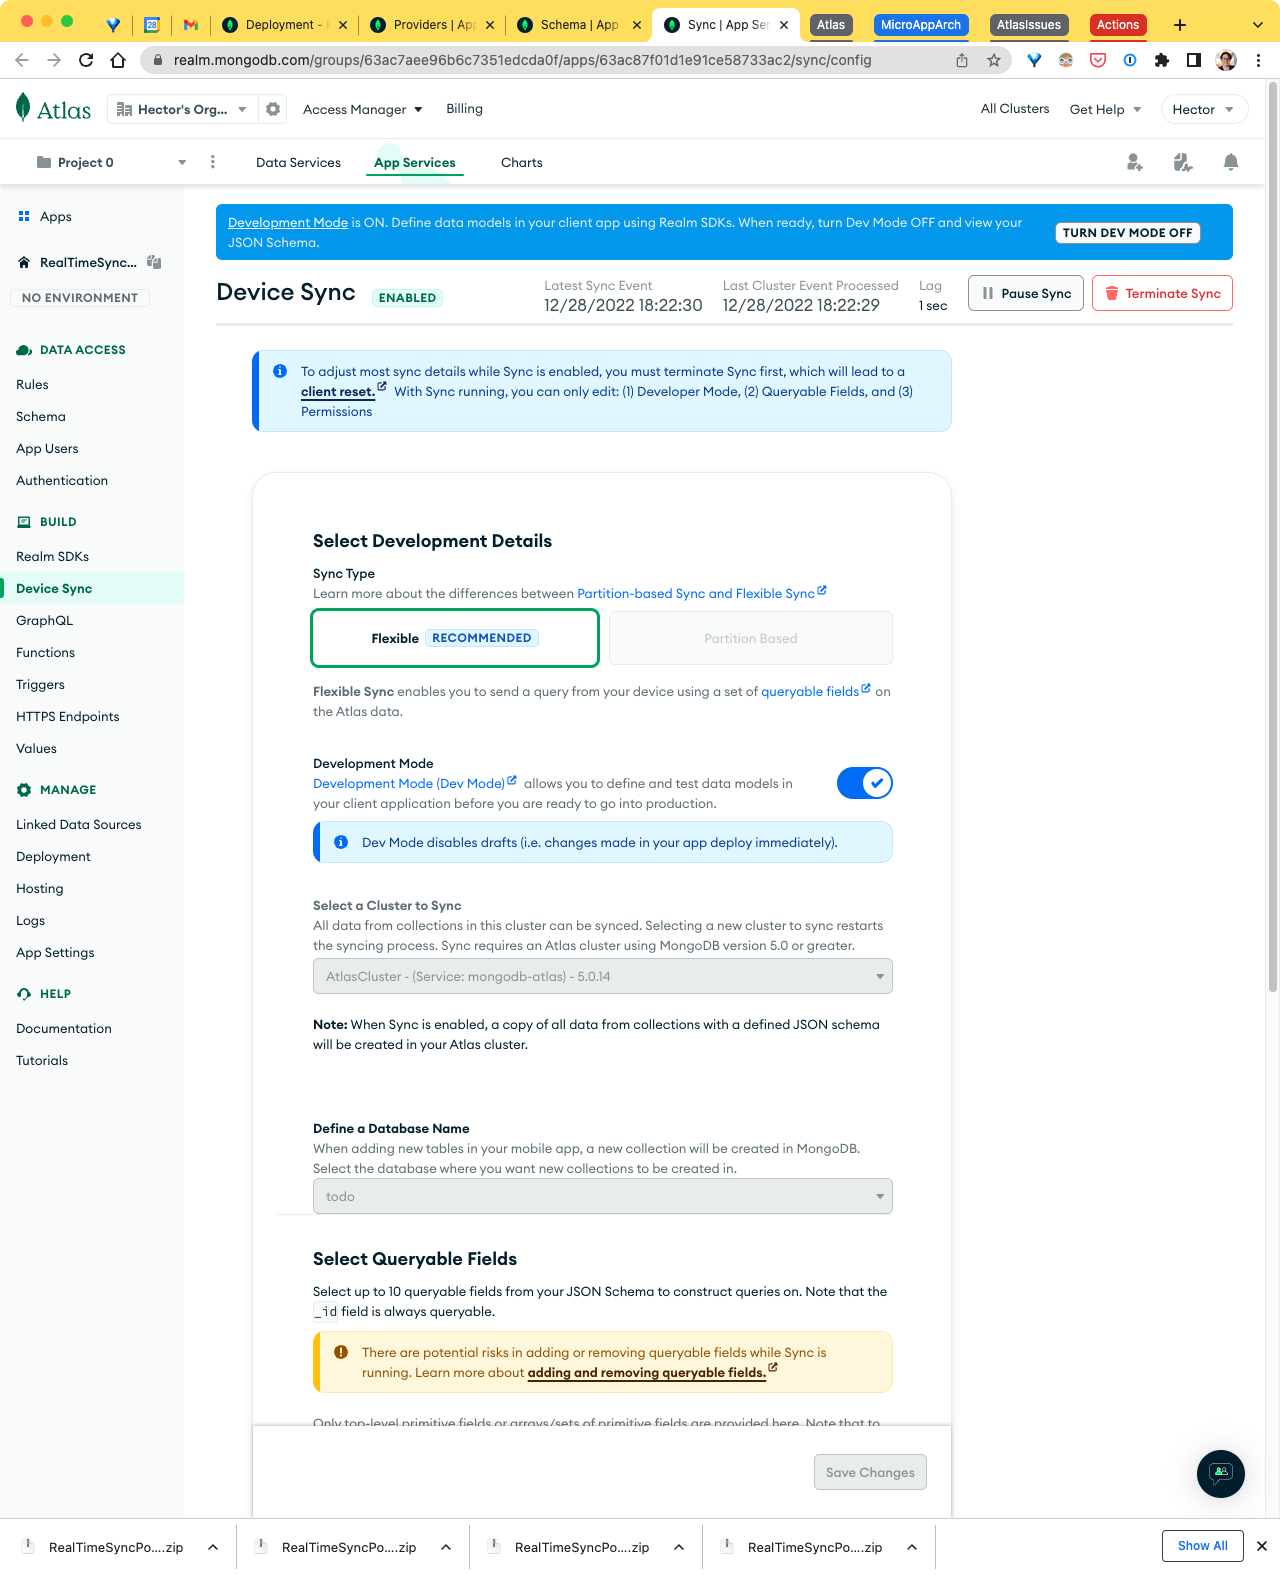 Deployment -
Providers | App
Schema | App
Sync | App Ser
Atlas
MicroAppArch
AtlasIssues
Actions
realm.mongodb.com/groups/63ac7aee96b6c7351edcda0f/apps/63ac87f01d1e91ce58733ac2/sync/config
Atlas
Hector's Org...
Access Manager
Billing
All Clusters
Get Help
Hector
Project 0
Data Services
App Services
Charts
Apps
RealTimeSync...
NO ENVIRONMENT
DATA ACCESS
Rules
Schema
App Users
Authentication
BUILD
Realm SDKs
Device Sync
GraphQL
Functions
Triggers
HTTPS Endpoints
Values
MANAGE
Linked Data Sources
Deployment
Hosting
Logs
App Settings
HELP
Documentation
Tutorials
Development Mode is ON. Define data models in your client app using Realm SDKs. When ready, turn Dev Mode OFF and view your
JSON Schema.
TURN DEV MODE OFF
Device Sync
ENABLED
Latest Sync Event
12/28/2022 18:22:30
Last Cluster Event Processed
12/28/2022 18:22:29
Lag
1 sec
Pause Sync
Terminate Sync
To adjust most sync details while Sync is enabled, you must terminate Sync first, which will lead to a
client reset. With Sync running, you can only edit: (1) Developer Mode, (2) Queryable Fields, and (3)
Permissions
Select Development Details
Sync Type
Learn more about the differences between Partition-based Sync and Flexible Sync
Flexible RECOMMENDED
Partition Based
Flexible Sync enables you to send a query from your device using a set of queryable fields on
the Atlas data.
Development Mode
Development Mode (Dev Mode) allows you to define and test data models in
your client application before you are ready to go into production.
Dev Mode disables drafts (i.e. changes made in your app deploy immediately).
Select a Cluster to Sync
All data from collections in this cluster can be synced. Selecting a new cluster to sync restarts
the syncing process. Sync requires an Atlas cluster using MongoDB version 5.0 or greater.
AtlasCluster - (Service: mongodb-atlas) - 5.0.14
Note: When Sync is enabled, a copy of all data from collections with a defined JSON schema
will be created in your Atlas cluster.
Define a Database Name
When adding new tables in your mobile app, a new collection will be created in MongoDB.
Select the database where you want new collections to be created in.
todo
Select Queryable Fields
Select up to 10 queryable fields from your JSON Schema to construct queries on. Note that the
_id field is always queryable.
There are potential risks in adding or removing queryable fields while Sync is
running. Learn more about adding and removing queryable fields.
Only top-level primitive fields or arrays/sets of primitive fields are provided here. Note that to
Save Changes
RealTimeSyncPo....zip
RealTimeSyncPo....zip
RealTimeSyncPo....zip
RealTimeSyncPo....zip
Show All